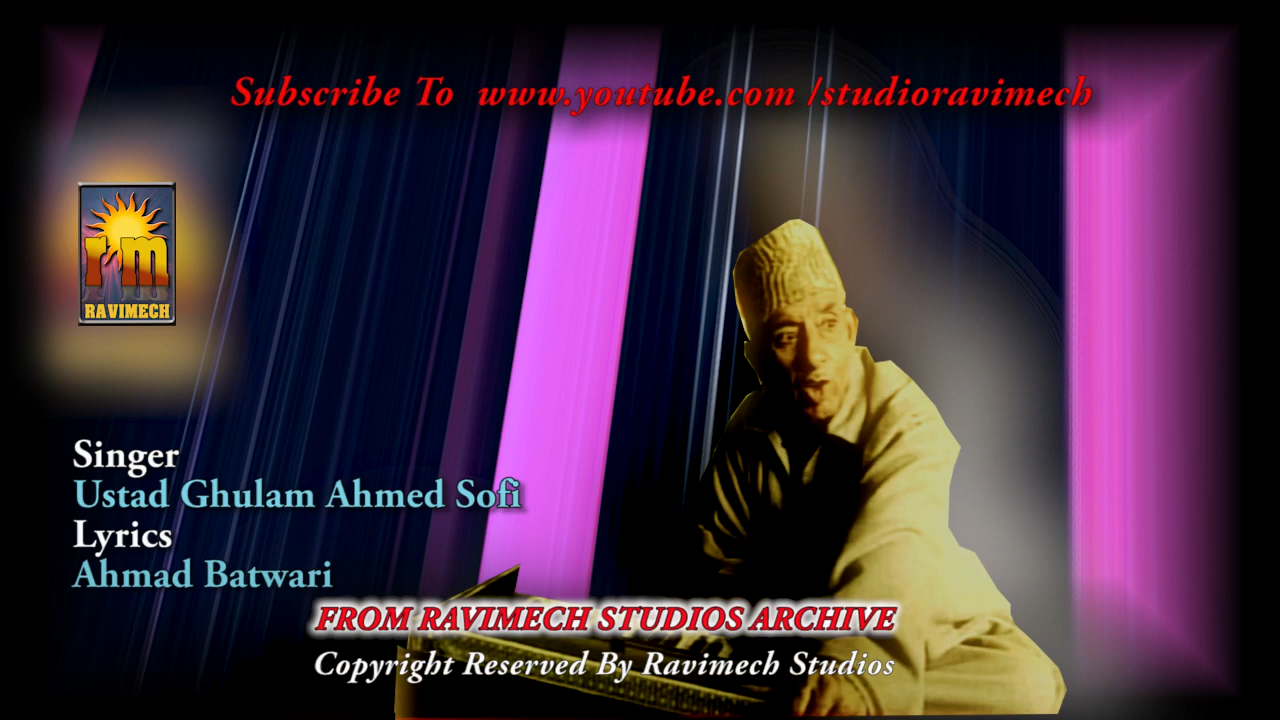 Subscribe To www.youtube.com /studioravimech
rm
RAVIMECH
Singer
Ustad Ghulam Ahmed Sofi
Lyrics
Ahmad Batwari
FROM RAVIMECH STUDIOS ARCHIVE
Copyright Reserved By Ravimech Studios